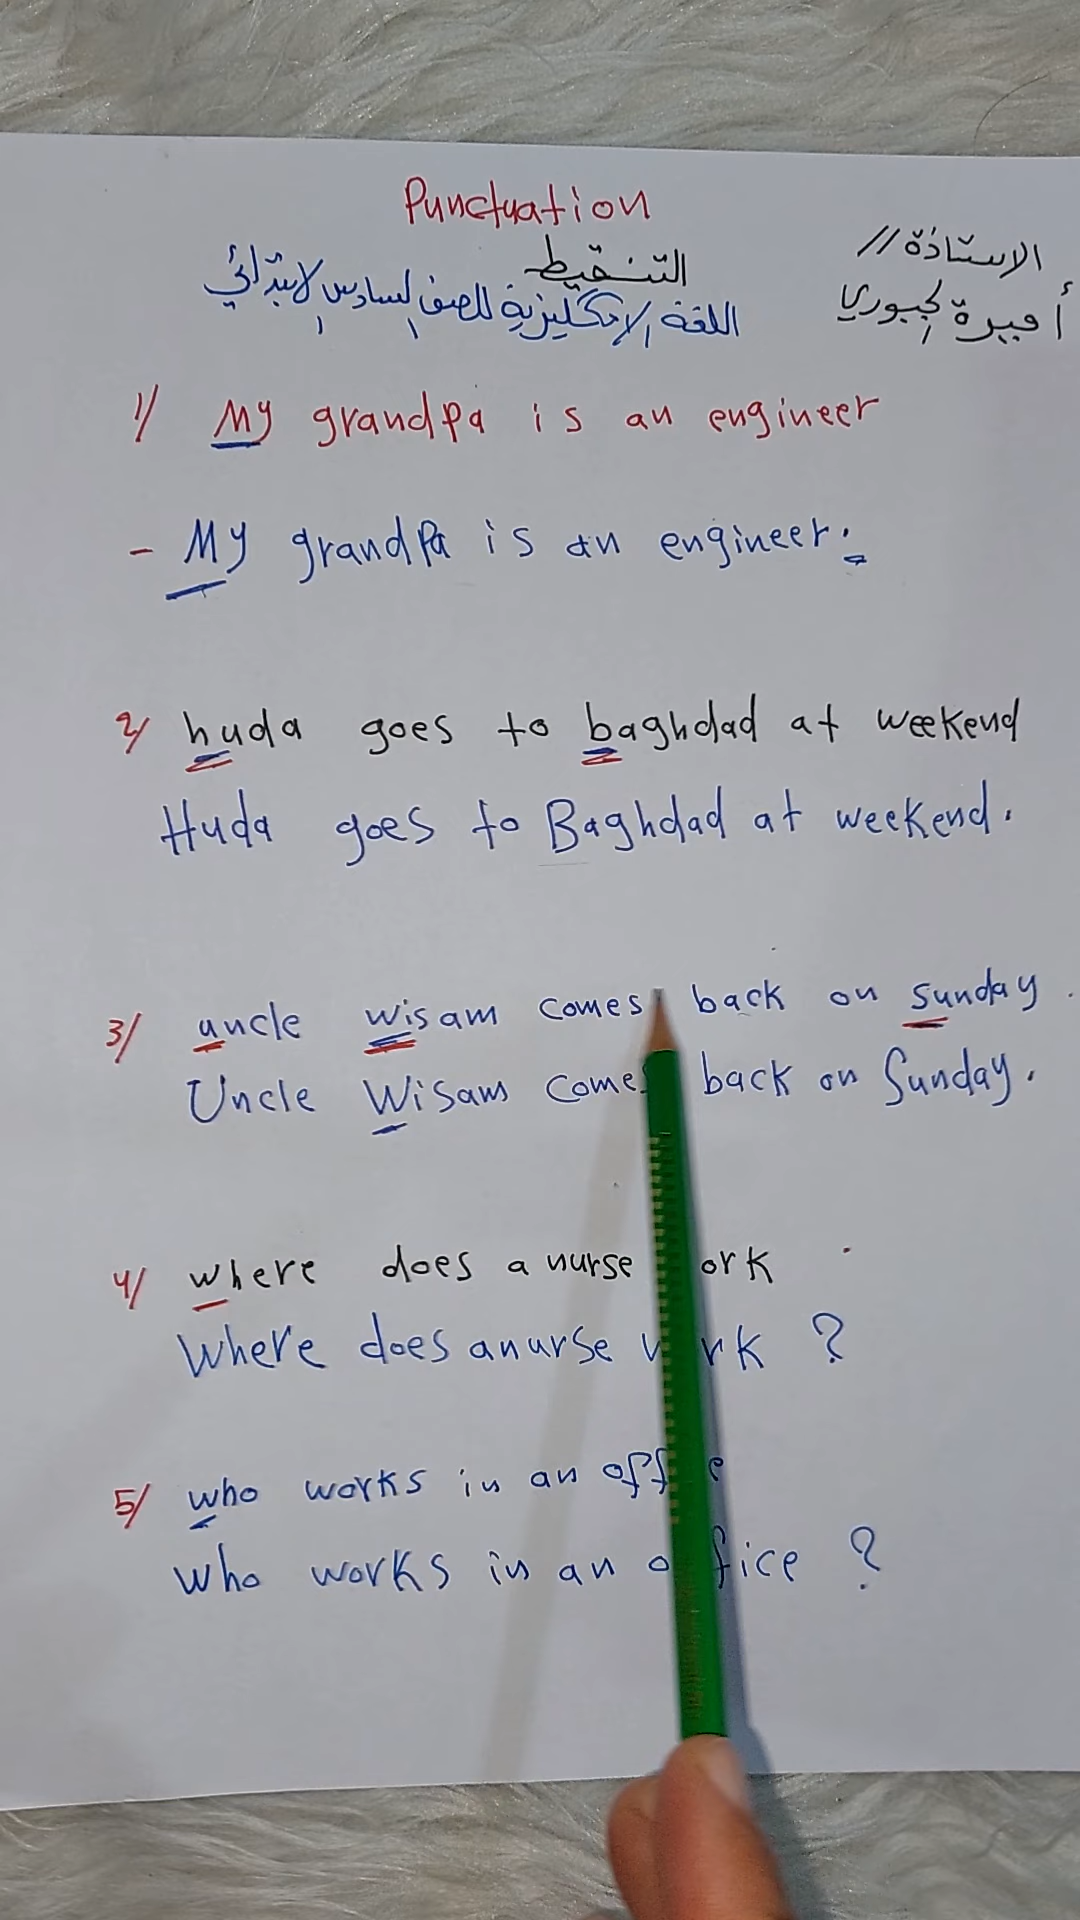 Punctuation
التنقيط
اللغة الانكليزية للصف السادس الابتدائي
الاستاذة //
أميرة الجبوري
1/ My grandpa is an engineer
- My grandpa is an engineer.
2/ huda goes to baghdad at weekend
Huda goes to Baghdad at weekend.
3/ uncle wisam comes back on sunday
Uncle Wisam come back on Sunday.
4/ where does a nurse ork
Where does a nurse w rk ?
5/ who works in an off e
Who works in an o fice ?